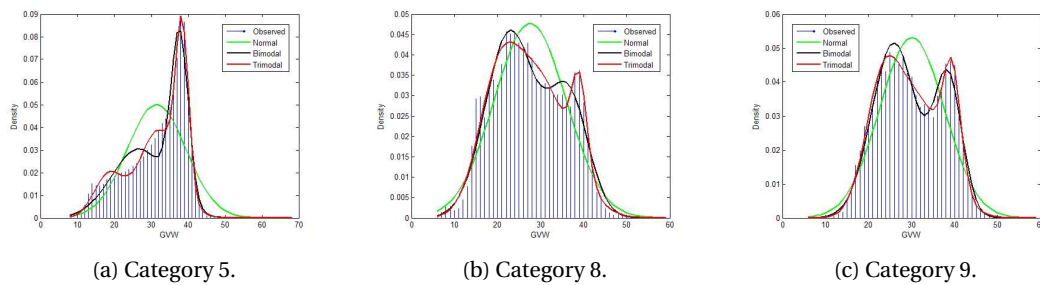 0.09
0.08
0.07
0.06
0.05
0.04
0.03
0.02
0.01
0
Density
0 10 20 30 40 50 60 70
GVW
Observed
Normal
Bimodal
Trimodal
(a) Category 5.
0.05
0.045
0.04
0.035
0.03
0.025
0.02
0.015
0.01
0.005
0
Density
0 10 20 30 40 50 60
GVW
Observed
Normal
Bimodal
Trimodal
(b) Category 8.
0.06
0.05
0.04
0.03
0.02
0.01
0
Density
0 10 20 30 40 50 60
GVW
Observed
Normal
Bimodal
Trimodal
(c) Category 9.